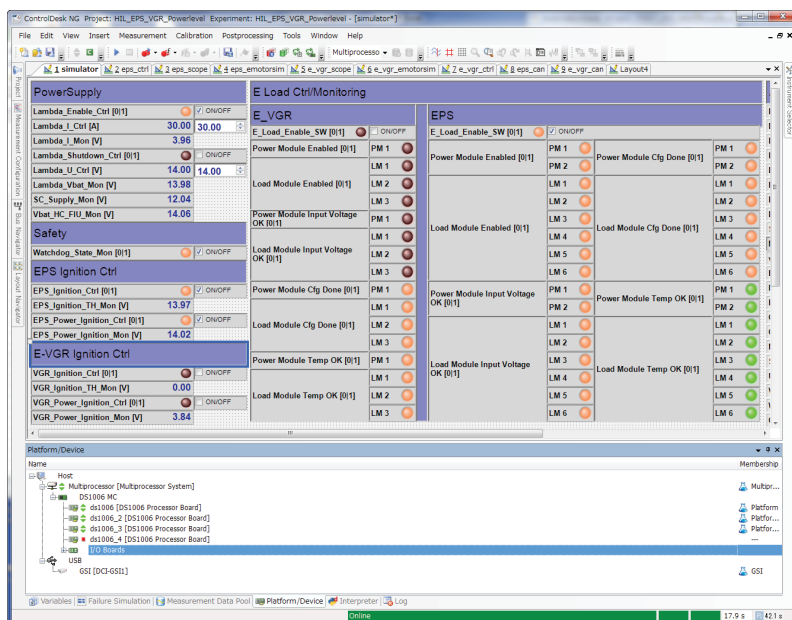 ControlDesk NG  Project: HIL_EPS_VGR_Powerlevel  Experiment: HIL_EPS_VGR_Powerlevel - [simulator*]
File Edit View Insert Measurement Calibration Postprocessing Tools Window Help
Multiprocesso
1 simulator 2 eps_ctrl 3 eps_scope 4 eps_emotorsim 5 e_vgr_scope 6 e_vgr_emotorsim 7 e_vgr_ctrl 8 eps_can 9 e_vgr_can Layout4
Project
Measurement Configuration
Bus Navigator
Layout Navigator
Instrument Selector
PowerSupply
Lambda_Enable_Ctrl [0|1] ON/OFF
Lambda_I_Ctrl [A] 30.00 30.00
Lambda_I_Mon [V] 3.96
Lambda_Shutdown_Ctrl [0|1] ON/OFF
Lambda_U_Ctrl [V] 14.00 14.00
Lambda_Vbat_Mon [V] 13.98
SC_Supply_Mon [V] 12.04
Vbat_HC_FIU_Mon [V] 14.06
Safety
Watchdog_State_Mon [0|1] ON/OFF
EPS Ignition Ctrl
EPS_Ignition_Ctrl [0|1] ON/OFF
EPS_Ignition_TH_Mon [V] 13.97
EPS_Power_Ignition_Ctrl [0|1] ON/OFF
EPS_Power_Ignition_Mon [V] 14.02
E-VGR Ignition Ctrl
VGR_Ignition_Ctrl [0|1] ON/OFF
VGR_Ignition_TH_Mon [V] 0.00
VGR_Power_Ignition_Ctrl [0|1] ON/OFF
VGR_Power_Ignition_Mon [V] 3.84
E Load Ctrl/Monitoring
E_VGR
E_Load_Enable_SW [0|1] ON/OFF
Power Module Enabled [0|1] PM 1
Load Module Enabled [0|1]
LM 1
LM 2
LM 3
Power Module Input Voltage
OK [0|1]
PM 1
Load Module Input Voltage
OK [0|1]
LM 1
LM 2
LM 3
Power Module Cfg Done [0|1] PM 1
Load Module Cfg Done [0|1]
LM 1
LM 2
LM 3
Power Module Temp OK [0|1] PM 1
Load Module Temp OK [0|1]
LM 1
LM 2
LM 3
EPS
E_Load_Enable_SW [0|1] ON/OFF
Power Module Enabled [0|1]
PM 1
PM 2
Load Module Enabled [0|1]
LM 1
LM 2
LM 3
LM 4
LM 5
LM 6
Power Module Input Voltage
OK [0|1]
PM 1
PM 2
Load Module Input Voltage
OK [0|1]
LM 1
LM 2
LM 3
LM 4
LM 5
LM 6
Power Module Cfg Done [0|1]
PM 1
PM 2
Load Module Cfg Done [0|1]
LM 1
LM 2
LM 3
LM 4
LM 5
LM 6
Power Module Temp OK [0|1]
PM 1
PM 2
Load Module Temp OK [0|1]
LM 1
LM 2
LM 3
LM 4
LM 5
LM 6
Platform/Device
Name Membership
Host
Multiprocessor [Multiprocessor System] Multipr...
DS1006 MC
ds1006 [DS1006 Processor Board] Platform
ds1006_2 [DS1006 Processor Board] Platfor...
ds1006_3 [DS1006 Processor Board] Platfor...
ds1006_4 [DS1006 Processor Board] ---
I/O Boards
USB
GSI [DCI-GSI1] GSI
Variables Failure Simulation Measurement Data Pool Platform/Device Interpreter Log
Online 17.9 s 421 s